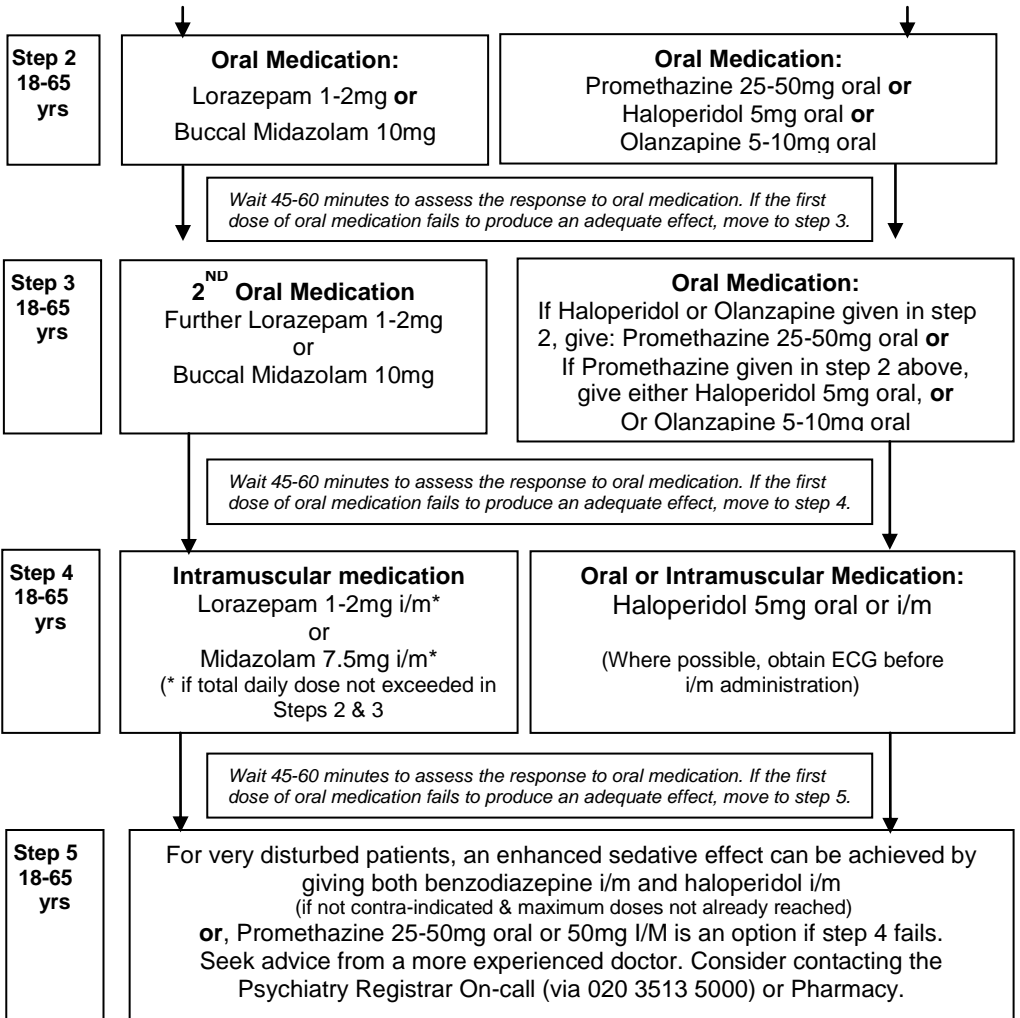 Step 2
18-65
yrs
Oral Medication:
Lorazepam 1-2mg or
Buccal Midazolam 10mg
Oral Medication:
Promethazine 25-50mg oral or
Haloperidol 5mg oral or
Olanzapine 5-10mg oral
Wait 45-60 minutes to assess the response to oral medication. If the first
dose of oral medication fails to produce an adequate effect, move to step 3.
Step 3
18-65
yrs
2ND Oral Medication
Further Lorazepam 1-2mg
or
Buccal Midazolam 10mg
Oral Medication:
If Haloperidol or Olanzapine given in step
2, give: Promethazine 25-50mg oral or
If Promethazine given in step 2 above,
give either Haloperidol 5mg oral, or
Or Olanzapine 5-10mg oral
Wait 45-60 minutes to assess the response to oral medication. If the first
dose of oral medication fails to produce an adequate effect, move to step 4.
Step 4
18-65
yrs
Intramuscular medication
Lorazepam 1-2mg i/m*
or
Midazolam 7.5mg i/m*
(* if total daily dose not exceeded in
Steps 2 & 3
Oral or Intramuscular Medication:
Haloperidol 5mg oral or i/m
(Where possible, obtain ECG before
i/m administration)
Wait 45-60 minutes to assess the response to oral medication. If the first
dose of oral medication fails to produce an adequate effect, move to step 5.
Step 5
18-65
yrs
For very disturbed patients, an enhanced sedative effect can be achieved by
giving both benzodiazepine i/m and haloperidol i/m
(if not contra-indicated & maximum doses not already reached)
or, Promethazine 25-50mg oral or 50mg I/M is an option if step 4 fails.
Seek advice from a more experienced doctor. Consider contacting the
Psychiatry Registrar On-call (via 020 3513 5000) or Pharmacy.